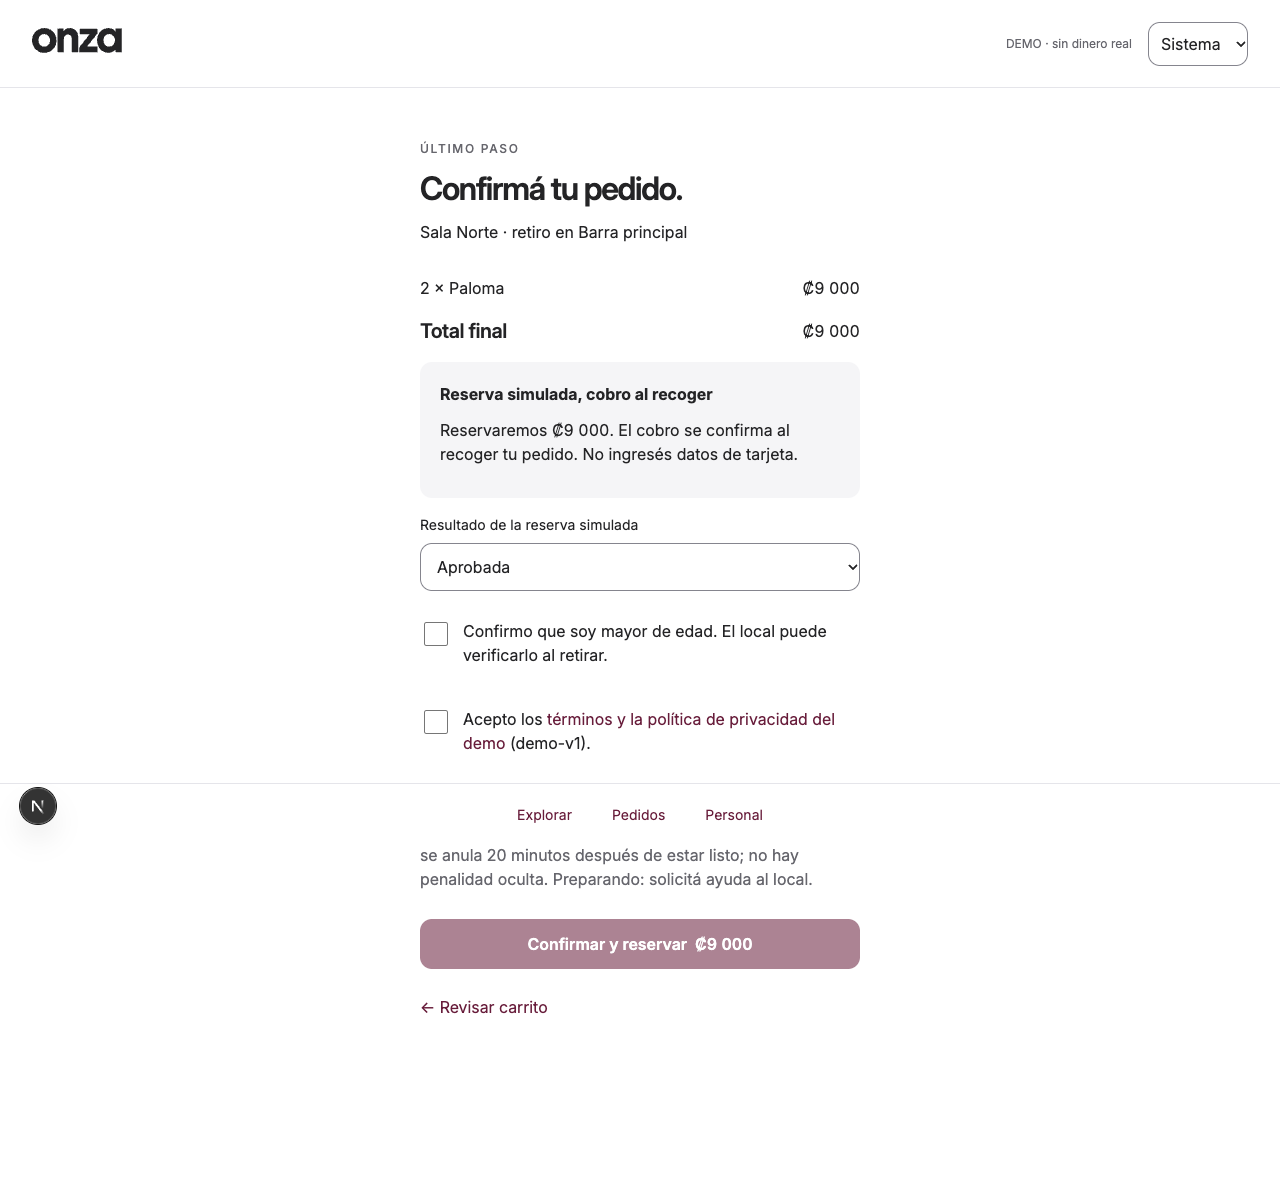 onza
DEMO · sin dinero real
Sistema
ÚLTIMO PASO
Confirmá tu pedido.
Sala Norte · retiro en Barra principal
2 × Paloma ₡9 000
Total final ₡9 000
Reserva simulada, cobro al recoger
Reservaremos ₡9 000. El cobro se confirma al
recoger tu pedido. No ingresés datos de tarjeta.
Resultado de la reserva simulada
Aprobada
Confirmo que soy mayor de edad. El local puede
verificarlo al retirar.
Acepto los términos y la política de privacidad del
demo (demo-v1).
N
Explorar Pedidos Personal
se anula 20 minutos después de estar listo; no hay
penalidad oculta. Preparando: solicitá ayuda al local.
Confirmar y reservar ₡9 000
← Revisar carrito